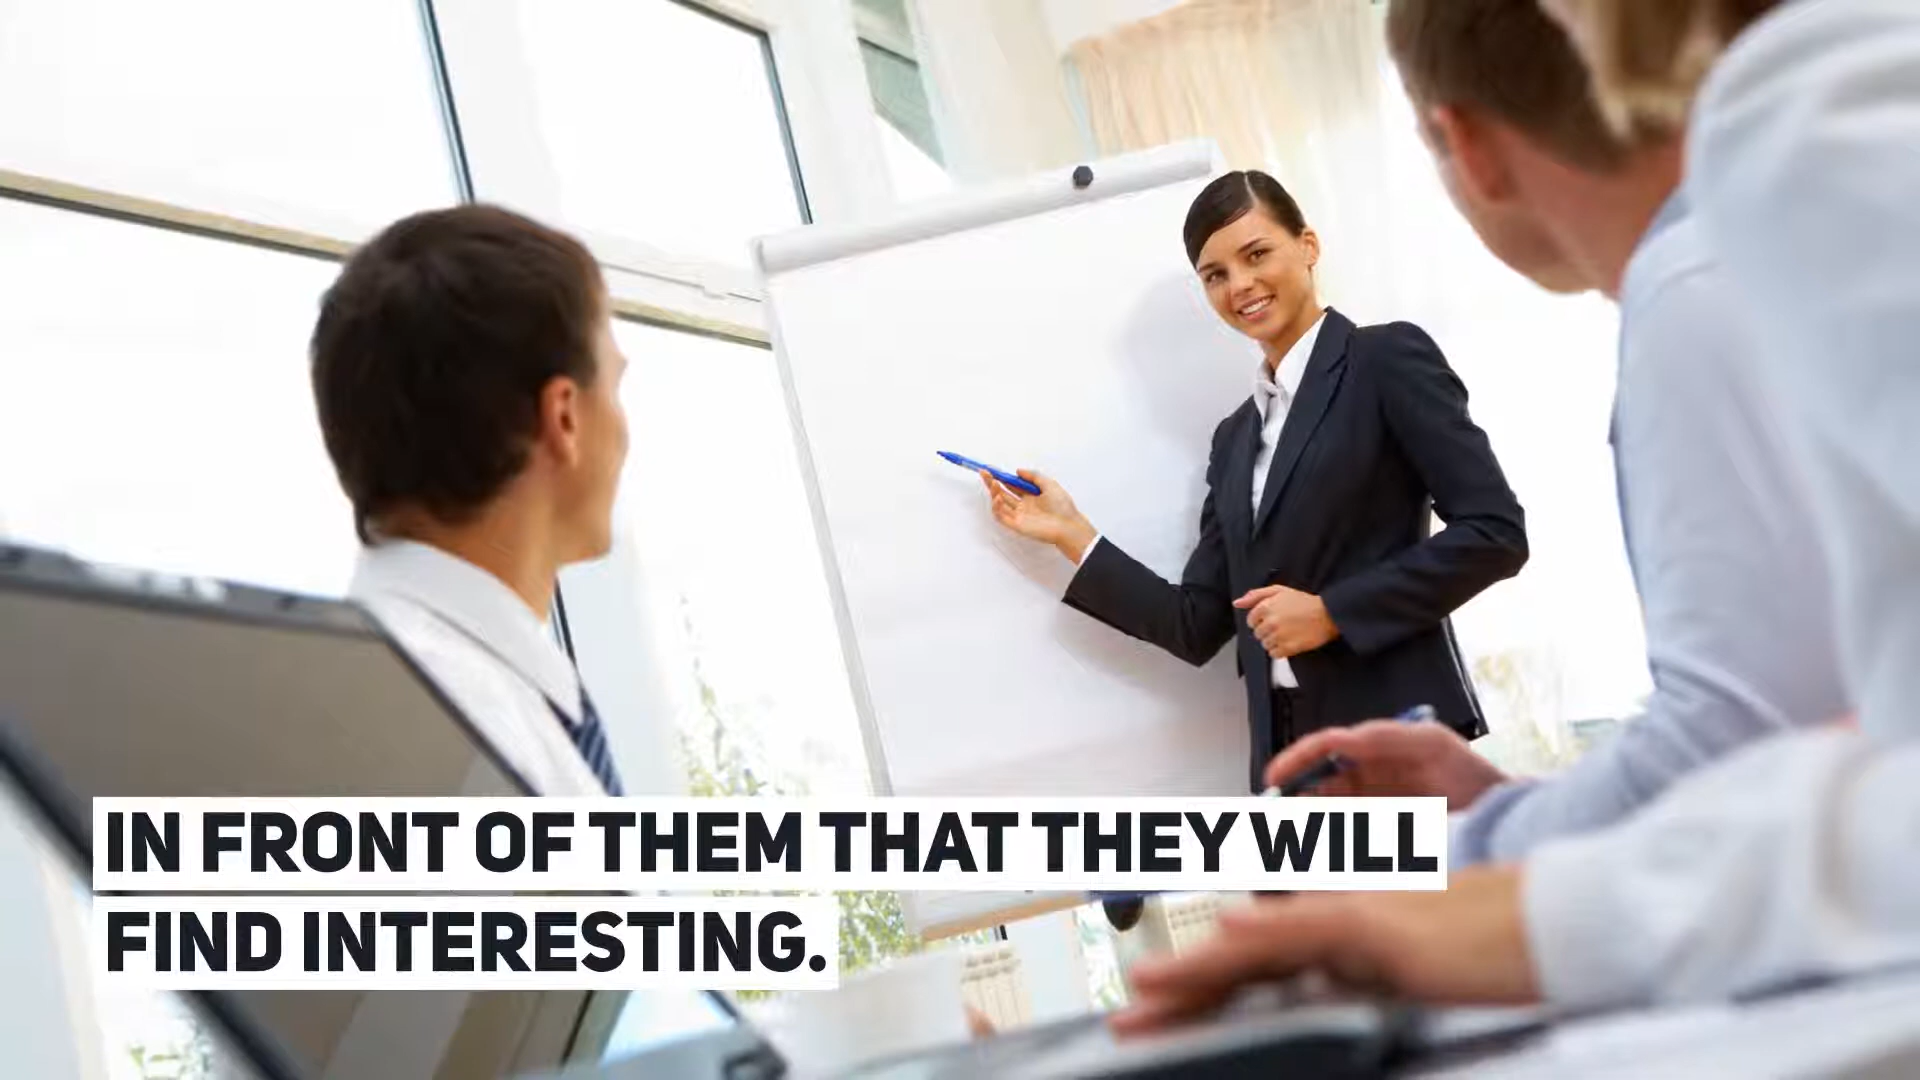 IN FRONT OF THEM THAT THEY WILL
FIND INTERESTING.